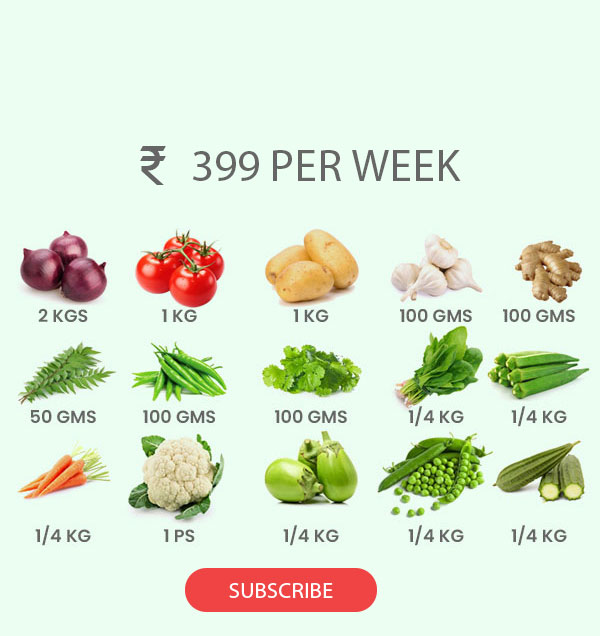 ₹ 399 PER WEEK
2 KGS 1 KG 1 KG 100 GMS 100 GMS
50 GMS 100 GMS 100 GMS 1/4 KG 1/4 KG
1/4 KG 1 PS 1/4 KG 1/4 KG 1/4 KG
SUBSCRIBE